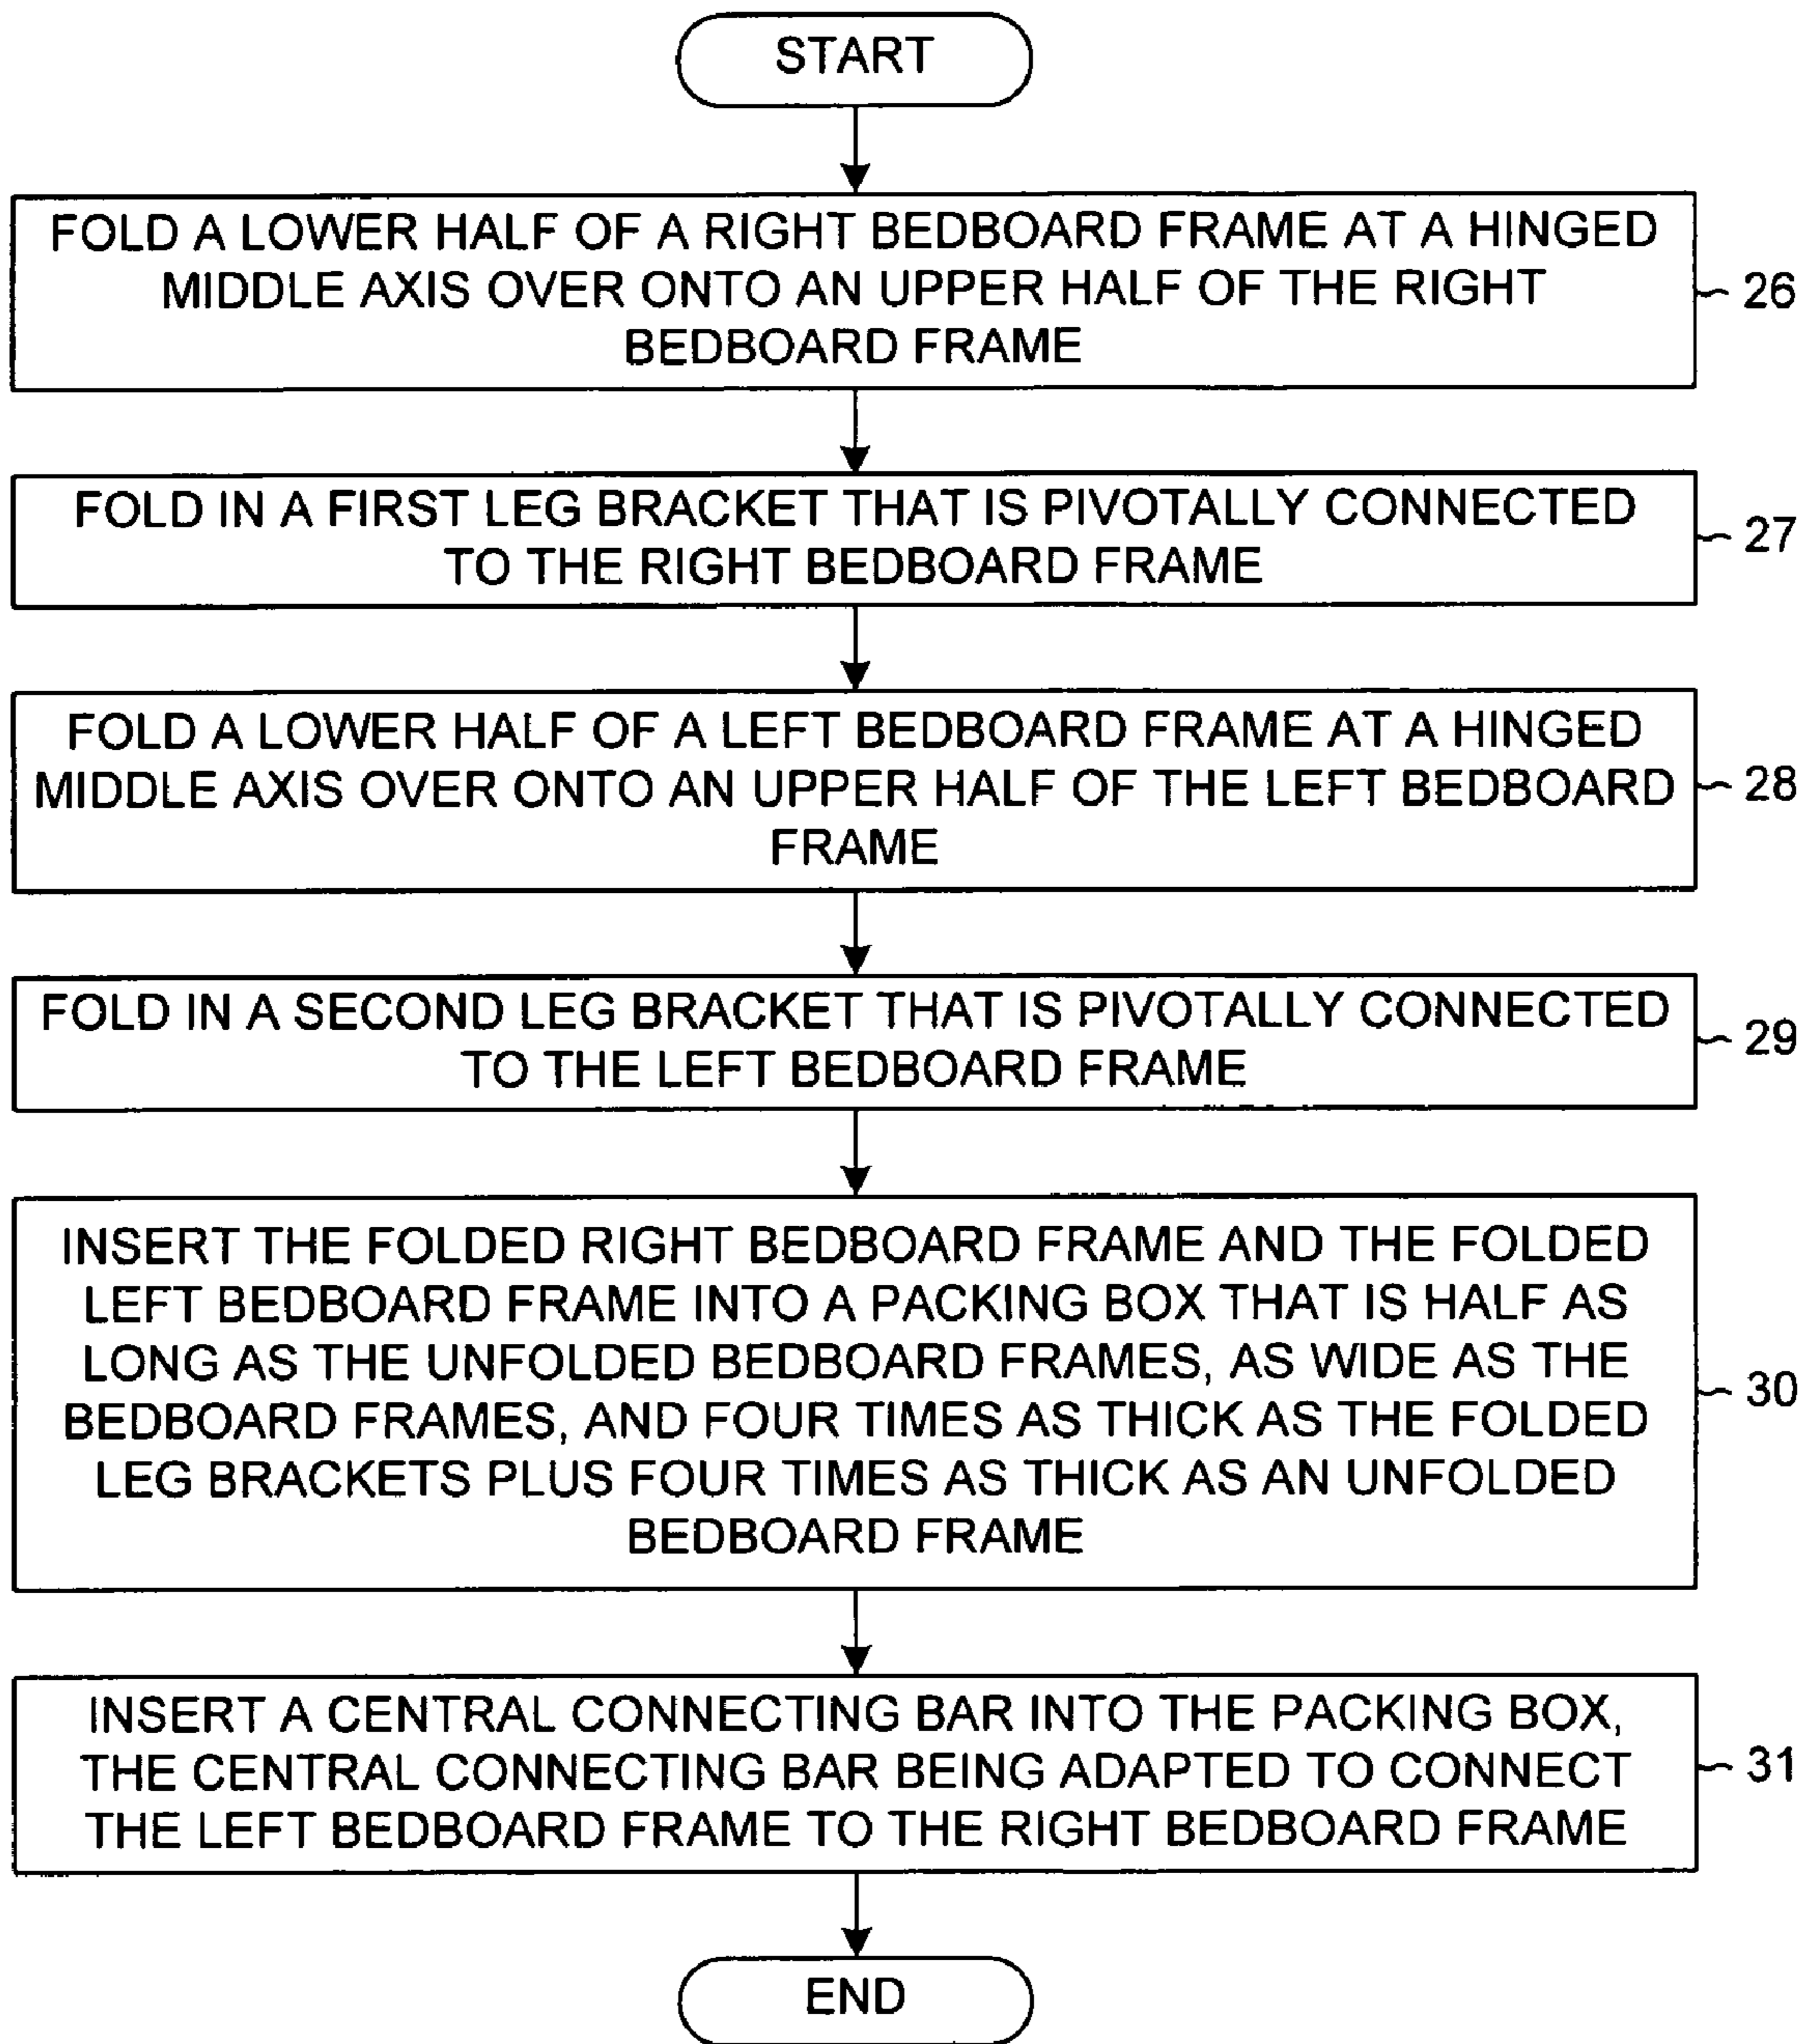 START
FOLD A LOWER HALF OF A RIGHT BEDBOARD FRAME AT A HINGED
MIDDLE AXIS OVER ONTO AN UPPER HALF OF THE RIGHT
BEDBOARD FRAME
26
FOLD IN A FIRST LEG BRACKET THAT IS PIVOTALLY CONNECTED
TO THE RIGHT BEDBOARD FRAME
27
FOLD A LOWER HALF OF A LEFT BEDBOARD FRAME AT A HINGED
MIDDLE AXIS OVER ONTO AN UPPER HALF OF THE LEFT BEDBOARD
FRAME
28
FOLD IN A SECOND LEG BRACKET THAT IS PIVOTALLY CONNECTED
TO THE LEFT BEDBOARD FRAME
29
INSERT THE FOLDED RIGHT BEDBOARD FRAME AND THE FOLDED
LEFT BEDBOARD FRAME INTO A PACKING BOX THAT IS HALF AS
LONG AS THE UNFOLDED BEDBOARD FRAMES, AS WIDE AS THE
BEDBOARD FRAMES, AND FOUR TIMES AS THICK AS THE FOLDED
LEG BRACKETS PLUS FOUR TIMES AS THICK AS AN UNFOLDED
BEDBOARD FRAME
30
INSERT A CENTRAL CONNECTING BAR INTO THE PACKING BOX,
THE CENTRAL CONNECTING BAR BEING ADAPTED TO CONNECT
THE LEFT BEDBOARD FRAME TO THE RIGHT BEDBOARD FRAME
31
END